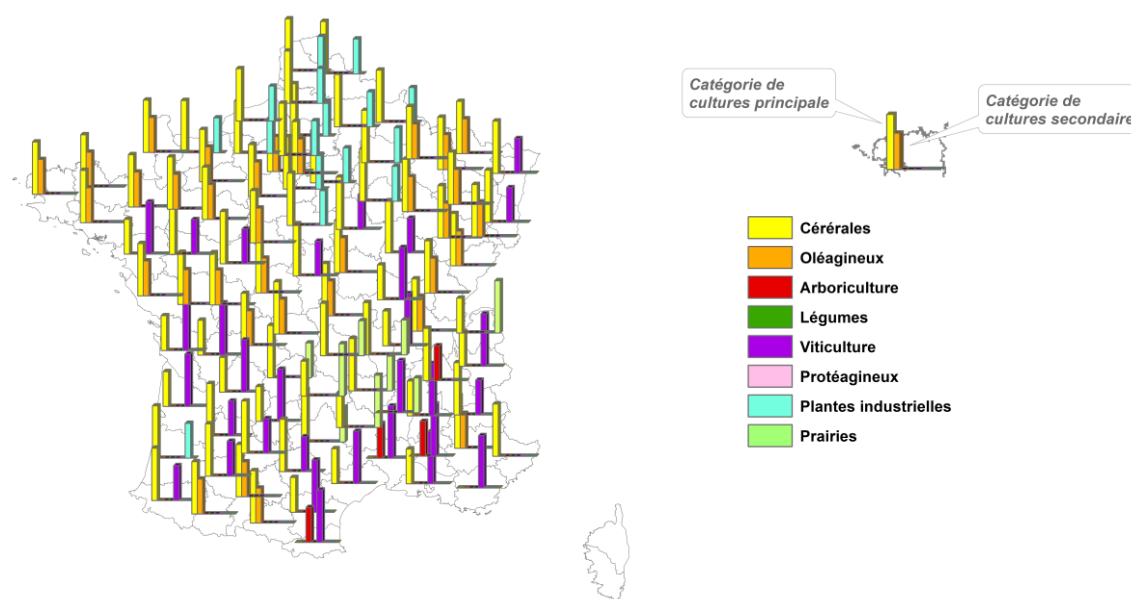 Catégorie de
cultures principale
Catégorie de
cultures secondaire
Cérérales
Oléagineux
Arboriculture
Légumes
Viticulture
Protéagineux
Plantes industrielles
Prairies